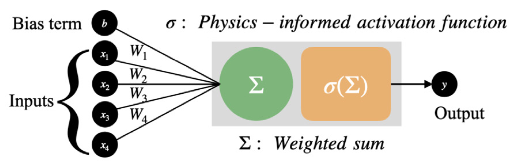 Bias term
b
σ : Physics − informed activation function
x₁
W₁
x₂
W₂
Inputs
x₃
W₃
x₄
W₄
Σ
σ(Σ)
y
Output
Σ : Weighted sum